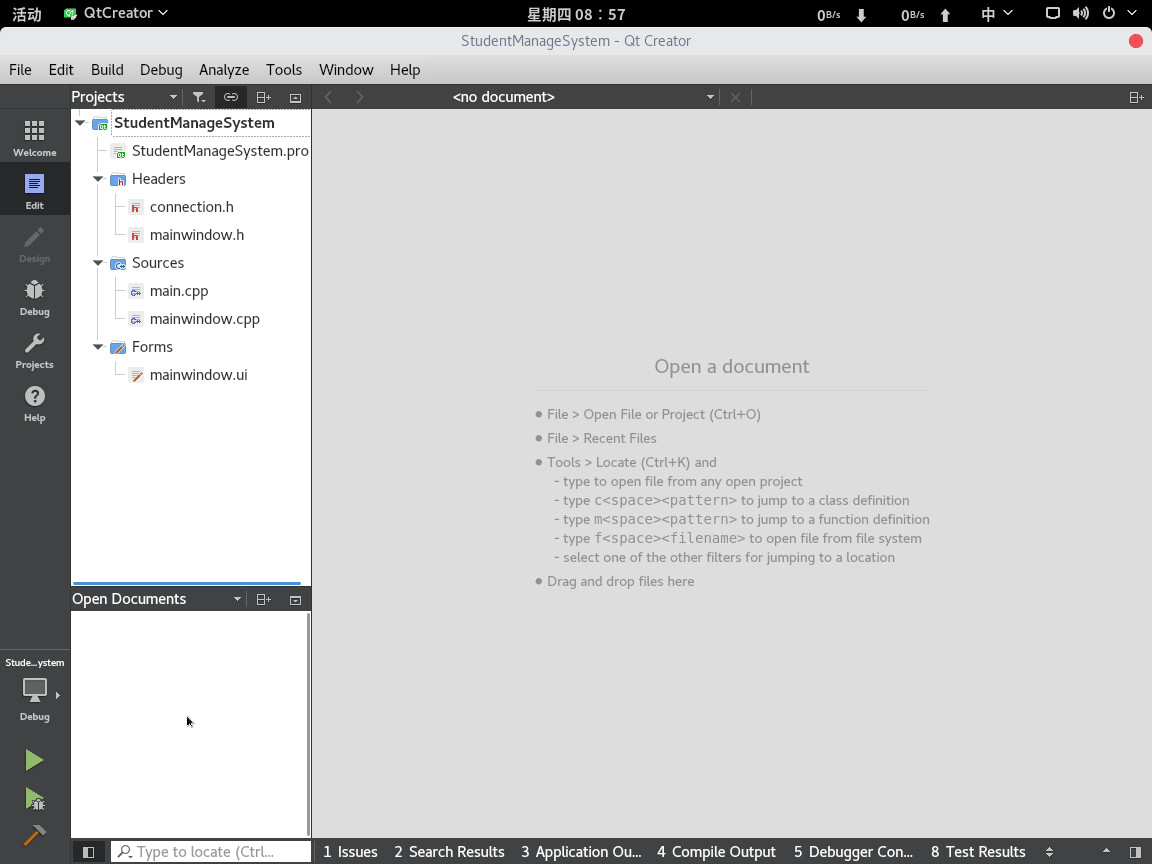 活动 QtCreator 星期四 08：57 0B/s 0B/s 中
StudentManageSystem - Qt Creator
File Edit Build Debug Analyze Tools Window Help
Projects <no document>
StudentManageSystem
StudentManageSystem.pro
Headers
connection.h
mainwindow.h
Sources
main.cpp
mainwindow.cpp
Forms
mainwindow.ui
Welcome
Edit
Design
Debug
Projects
Help
Open a document
● File > Open File or Project (Ctrl+O)
● File > Recent Files
● Tools > Locate (Ctrl+K) and
- type to open file from any open project
- type c<space><pattern> to jump to a class definition
- type m<space><pattern> to jump to a function definition
- type f<space><filename> to open file from file system
- select one of the other filters for jumping to a location
● Drag and drop files here
Open Documents
Stude...ystem
Debug
Type to locate (Ctrl... 1 Issues 2 Search Results 3 Application Ou... 4 Compile Output 5 Debugger Con... 8 Test Results